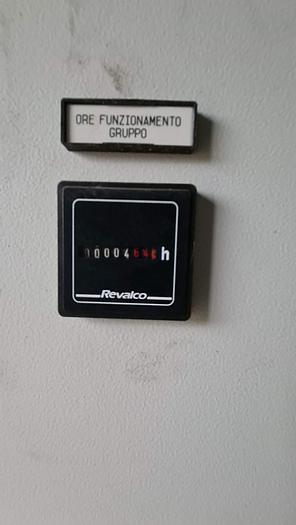 ORE FUNZIONAMENTO
GRUPPO
h
Revalco